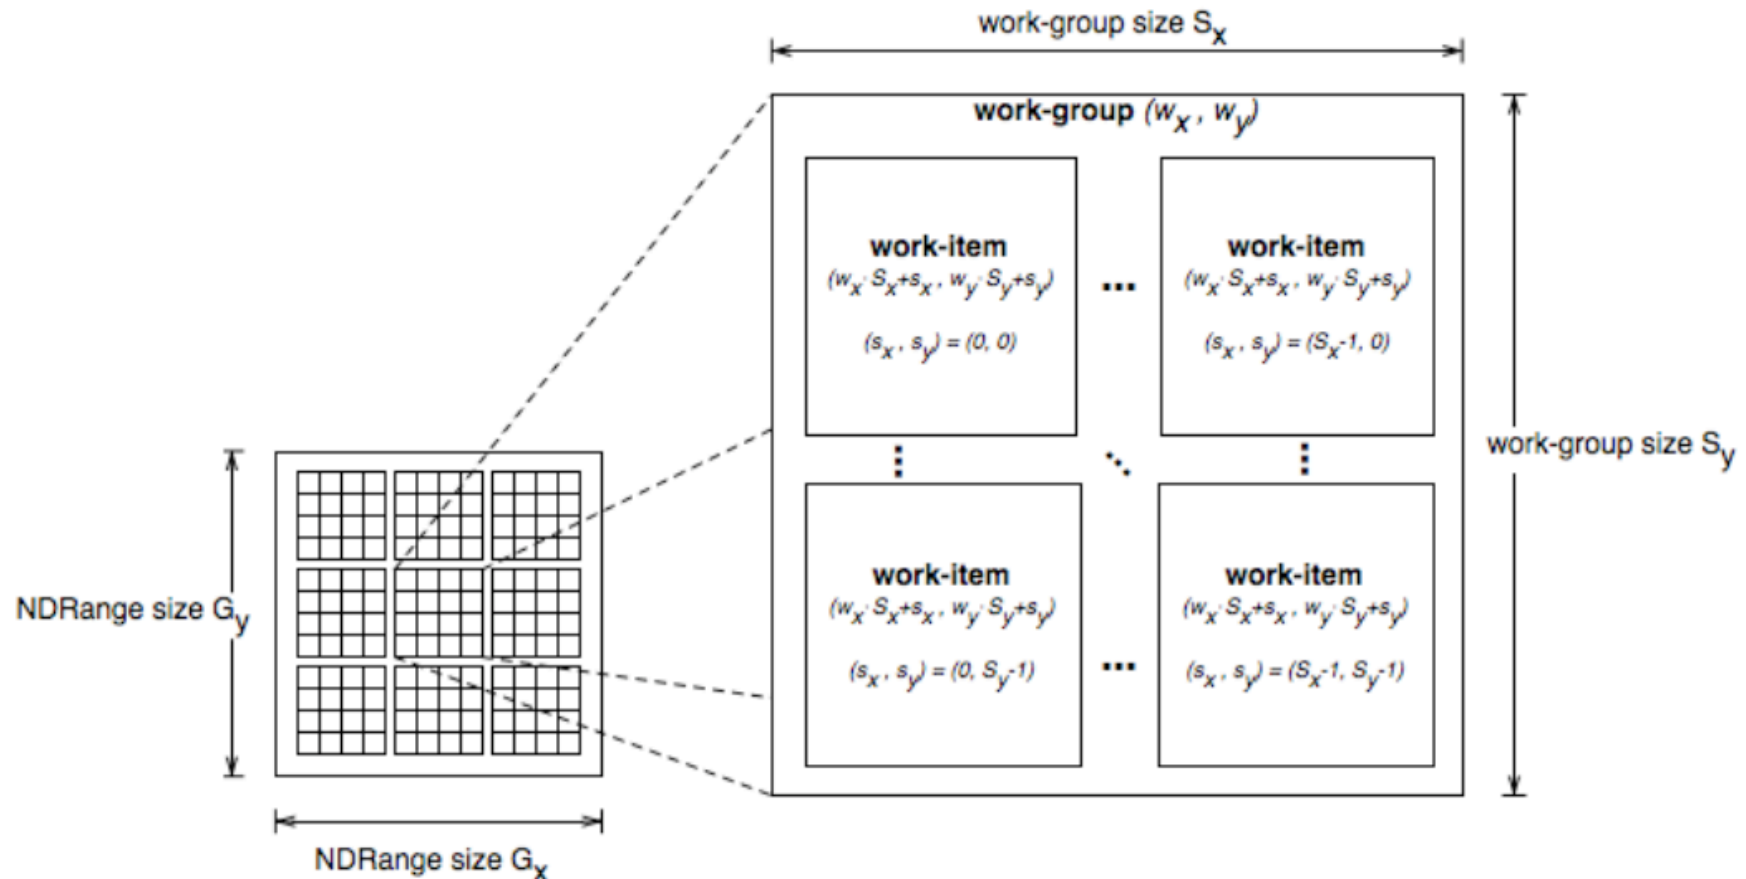 work-group size Sx
work-group (wx , wy)
work-item
(wx· Sx+sx , wy· Sy+sy)
(sx , sy) = (0, 0)
...
work-item
(wx· Sx+sx , wy· Sy+sy)
(sx , sy) = (Sx-1, 0)
work-group size Sy
work-item
(wx· Sx+sx , wy· Sy+sy)
(sx , sy) = (0, Sy-1)
...
work-item
(wx· Sx+sx , wy· Sy+sy)
(sx , sy) = (Sx-1, Sy-1)
NDRange size Gy
NDRange size Gx